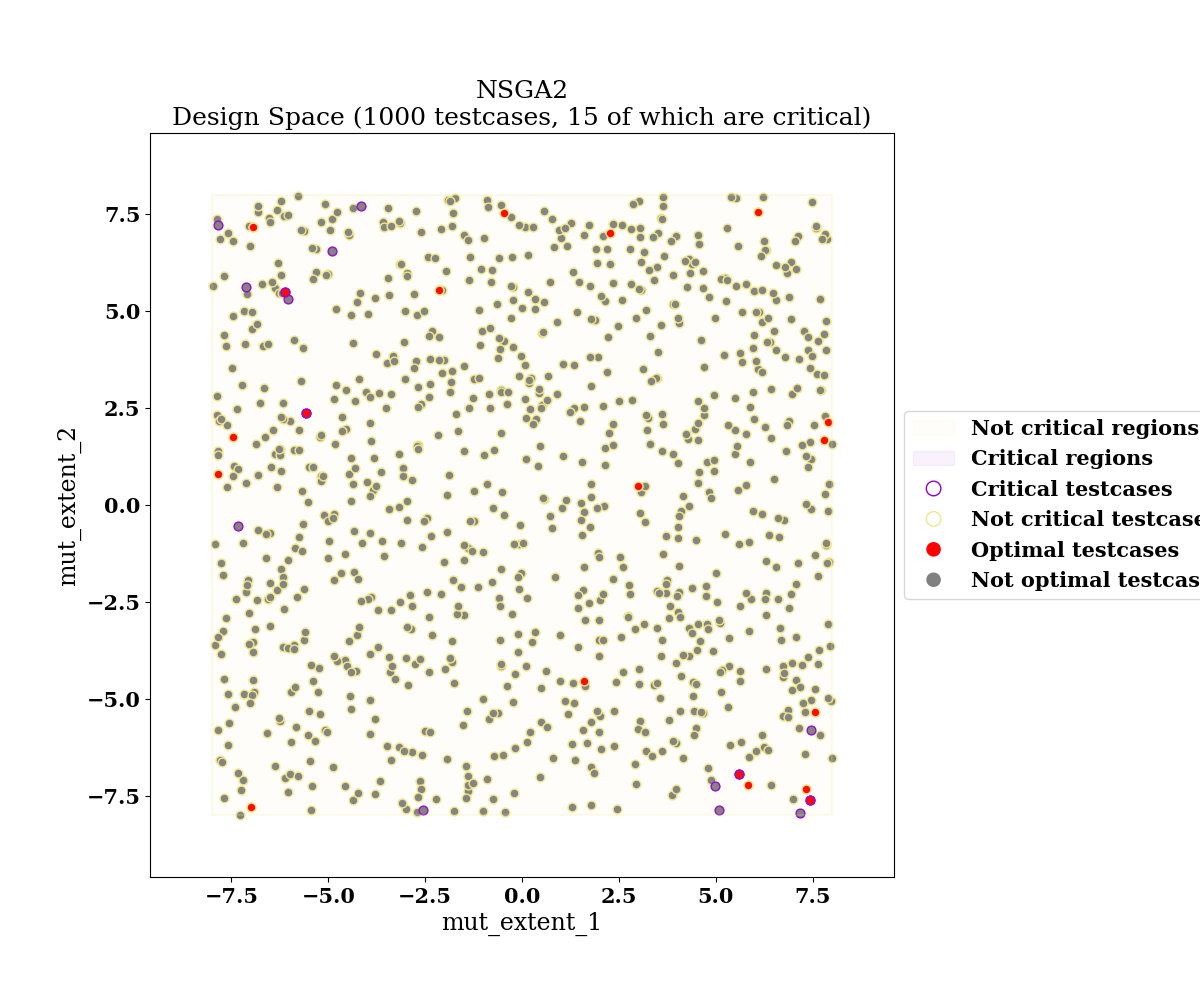 NSGA2
Design Space (1000 testcases, 15 of which are critical)
7.5
5.0
2.5
0.0
−2.5
−5.0
−7.5
mut_extent_2
−7.5 −5.0 −2.5 0.0 2.5 5.0 7.5
mut_extent_1
Not critical regions
Critical regions
Critical testcases
Not critical testcase
Optimal testcases
Not optimal testcas